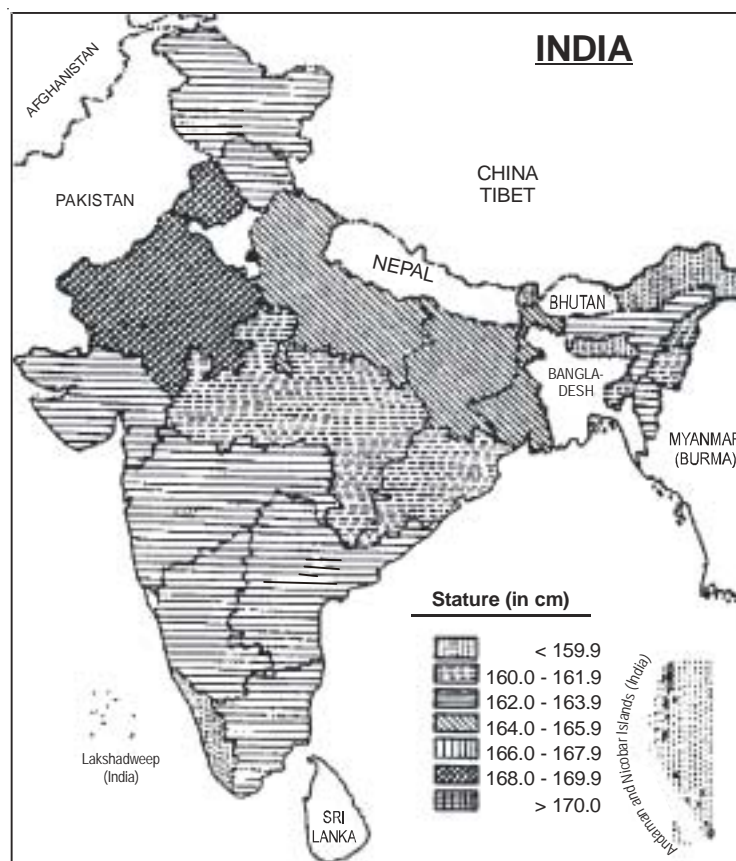 INDIA
AFGHANISTAN
CHINA
TIBET
PAKISTAN
NEPAL
BHUTAN
BANGLA-
DESH
MYANMAR
(BURMA)
Stature (in cm)
< 159.9
160.0 - 161.9
162.0 - 163.9
164.0 - 165.9
166.0 - 167.9
168.0 - 169.9
> 170.0
Andaman and Nicobar Islands (India)
Lakshadweep
(India)
SRI
LANKA